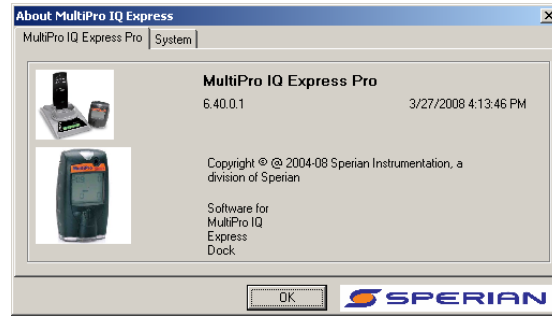 About MultiPro IQ Express
MultiPro IQ Express Pro
System
MultiPro IQ Express Pro
6.40.0.1
3/27/2008 4:13:46 PM
Copyright © @ 2004-08 Sperian Instrumentation, a
division of Sperian
Software for
MultiPro IQ
Express
Dock
OK
SPERIAN